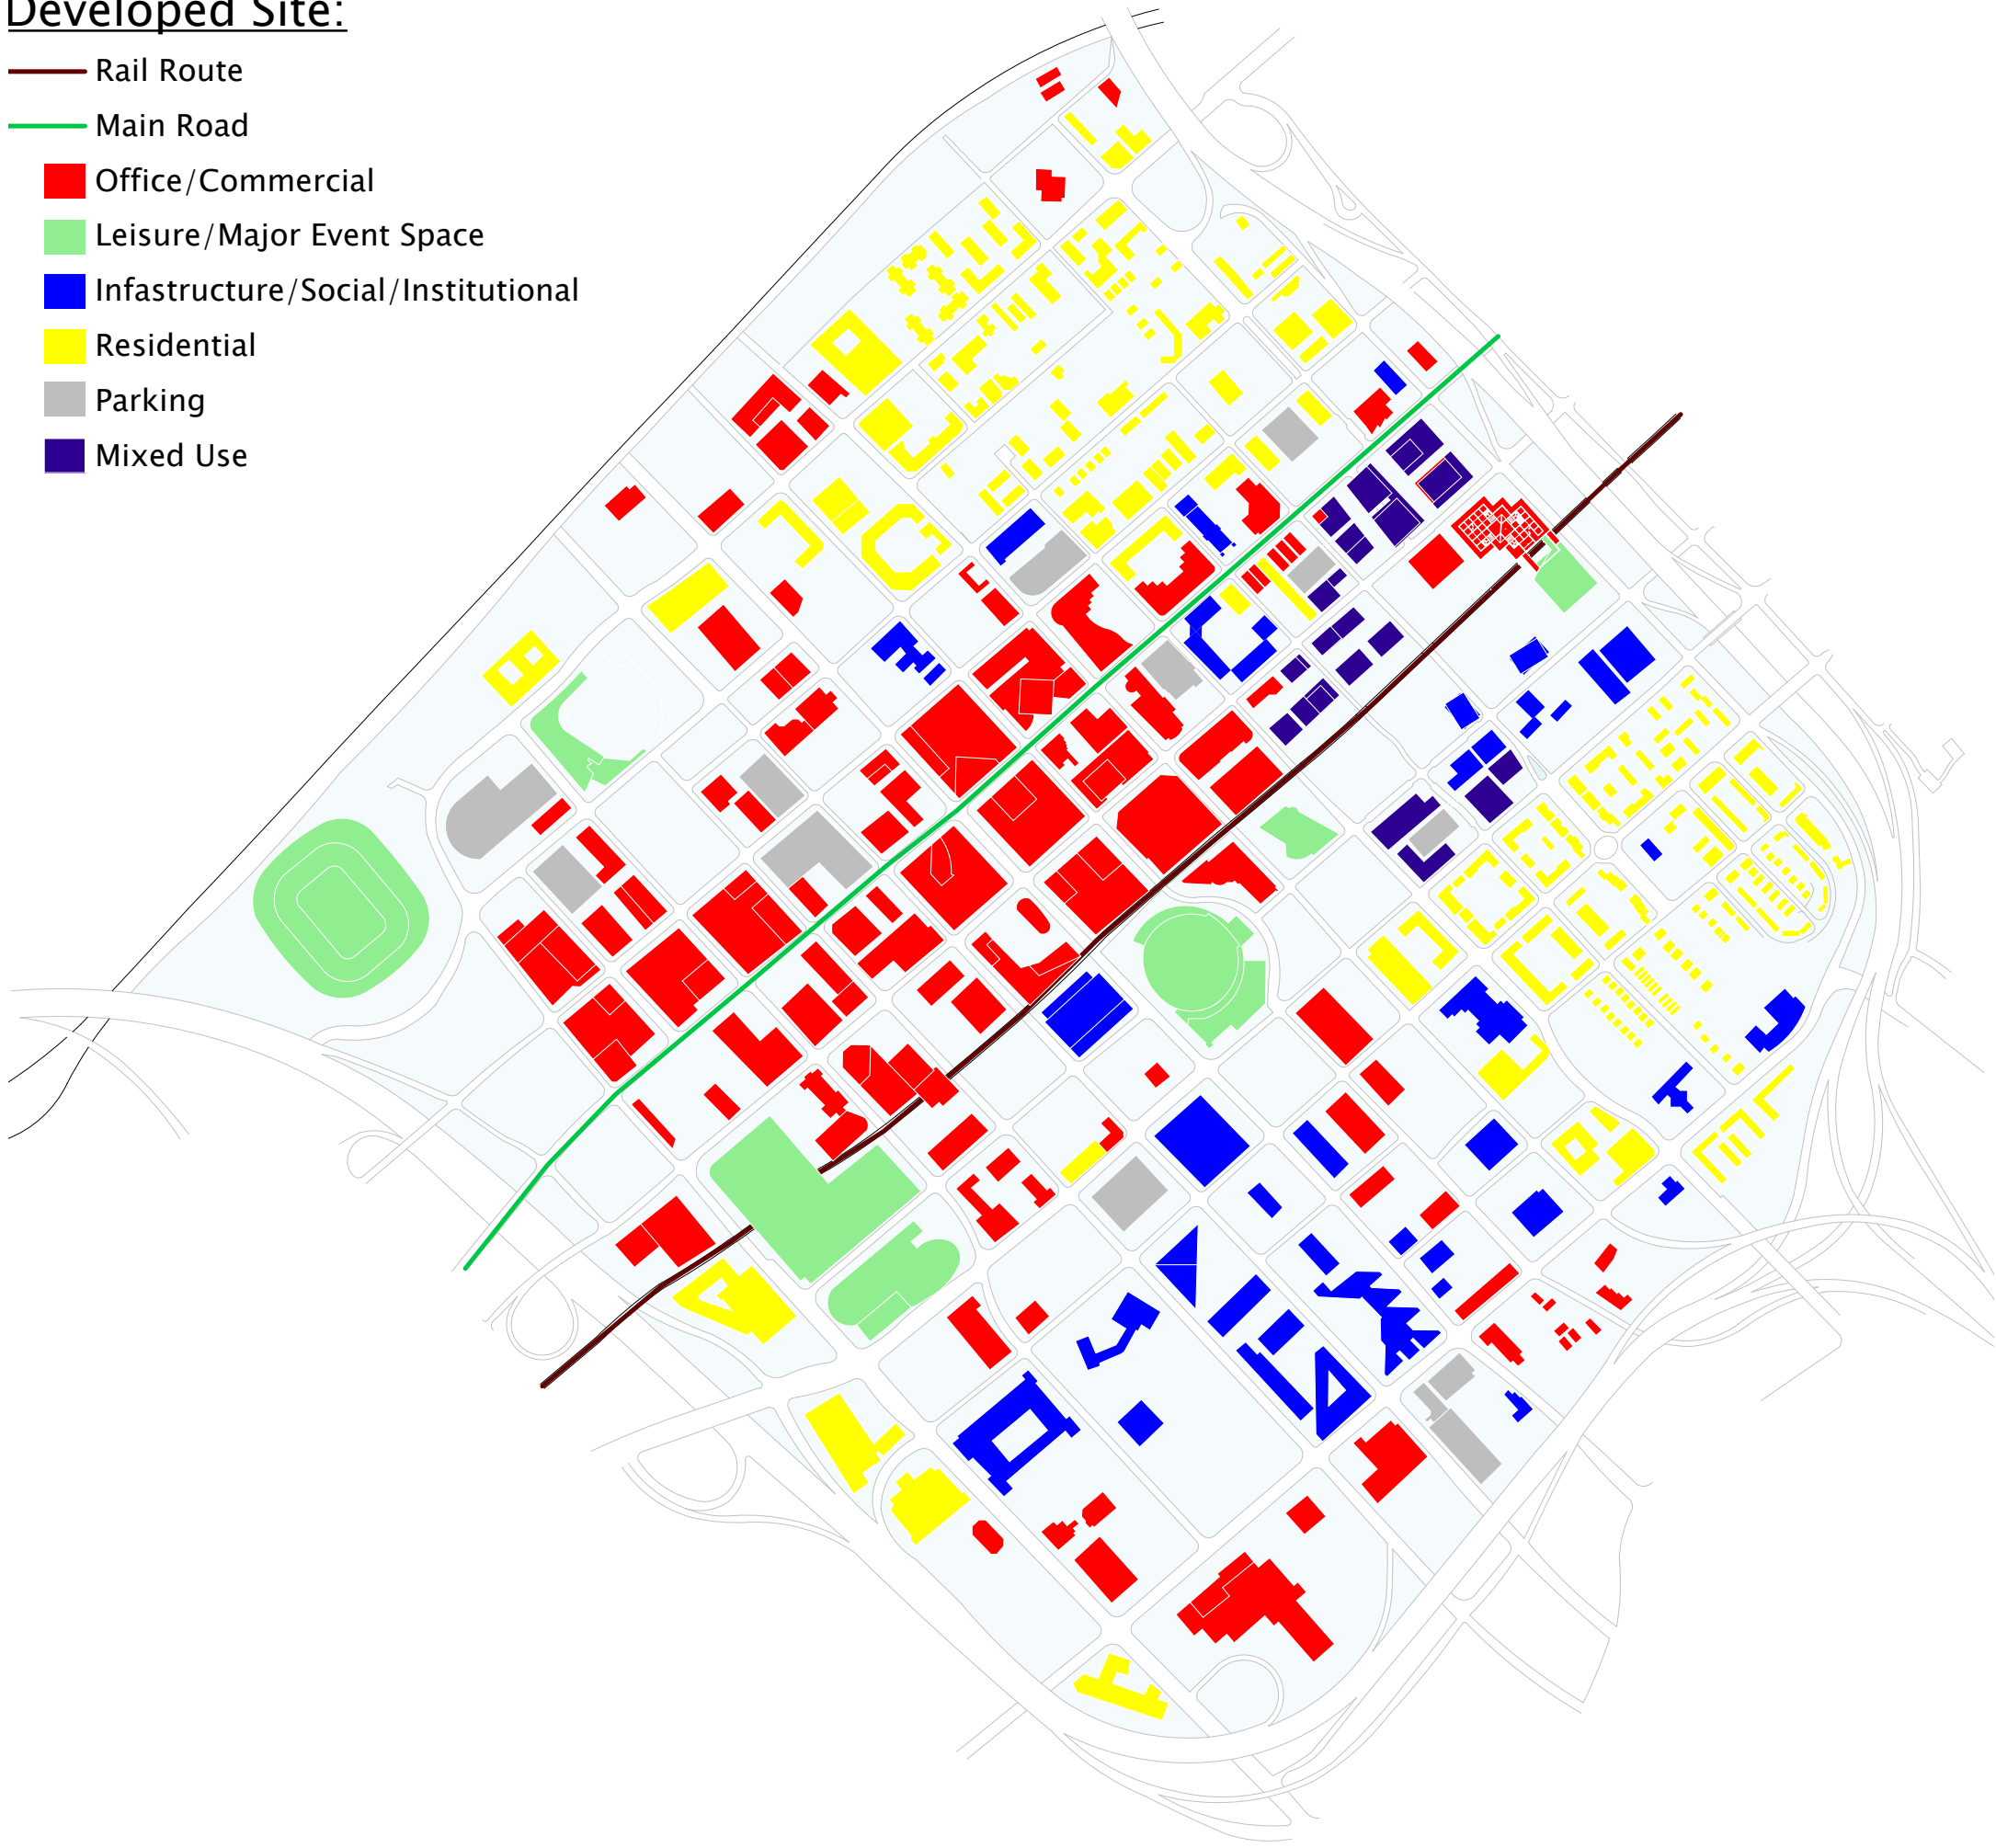 Developed Site:
Rail Route
Main Road
Office/Commercial
Leisure/Major Event Space
Infastructure/Social/Institutional
Residential
Parking
Mixed Use